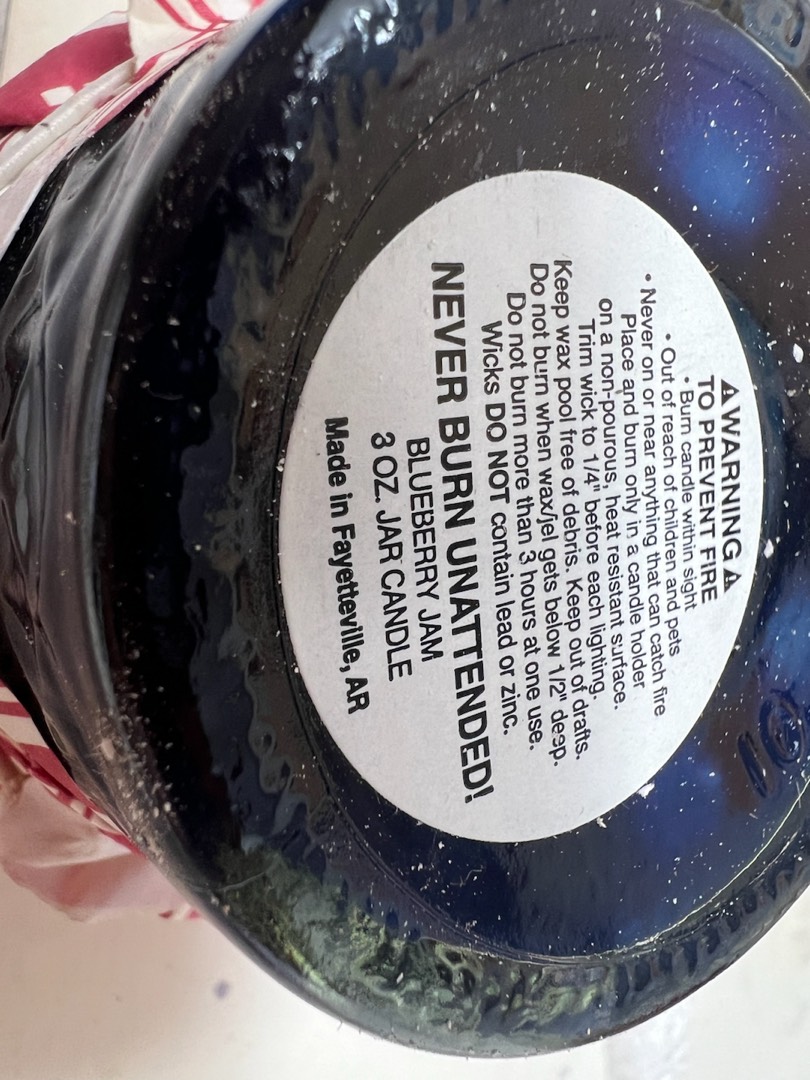 ⚠WARNING⚠
TO PREVENT FIRE
• Burn candle within sight
• Out of reach of children and pets
• Never on or near anything that can catch fire
Place and burn only in a candle holder
on a non-pourous, heat resistant surface.
Trim wick to 1/4" before each lighting.
Keep wax pool free of debris. Keep out of drafts.
Do not burn when wax/jel gets below 1/2" desp.
Do not burn more than 3 hours at one use.
Wicks DO NOT contain lead or zinc.
NEVER BURN UNATTENDED!
BLUEBERRY JAM
3 OZ. JAR CANDLE
Made in Fayetteville, AR